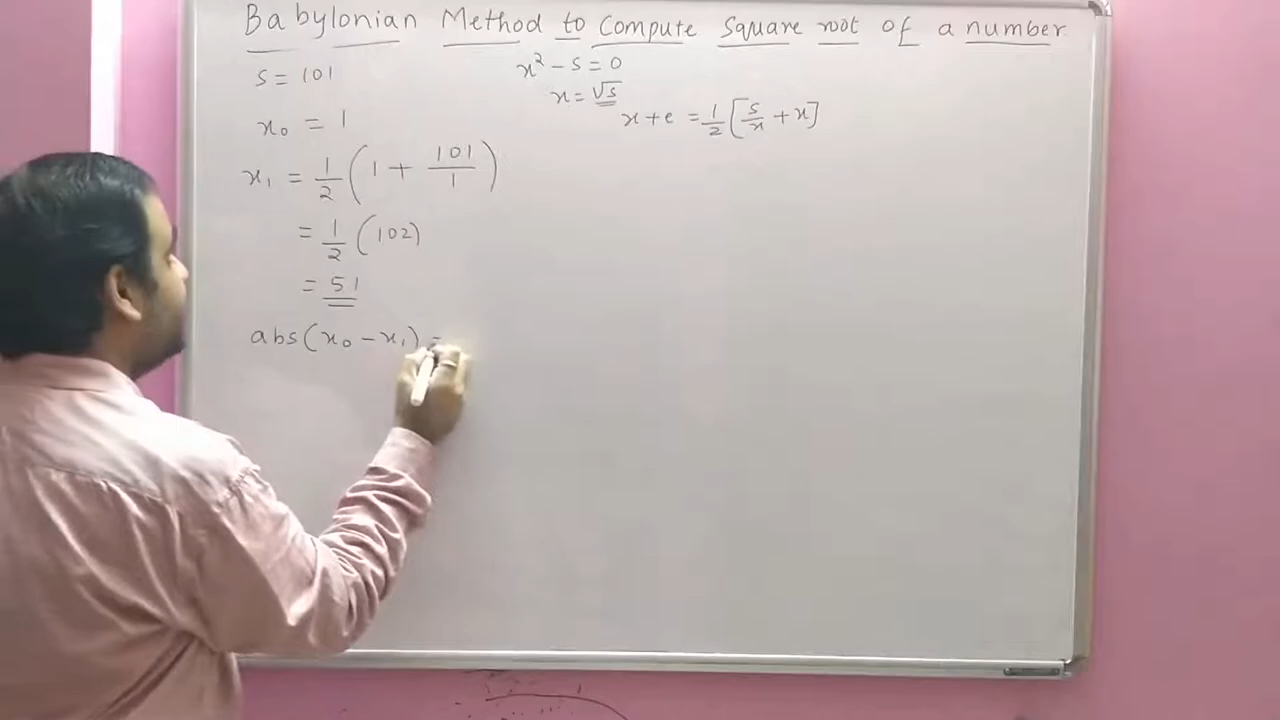 Babylonian Method to Compute Square root of a number
s = 101
x² - s = 0
x = √s
x + e = 1/2 [s/x + x]
x₀ = 1
x₁ = 1/2 (1 + 101/1)
= 1/2 (102)
= 51
abs(x₀ - x₁) =